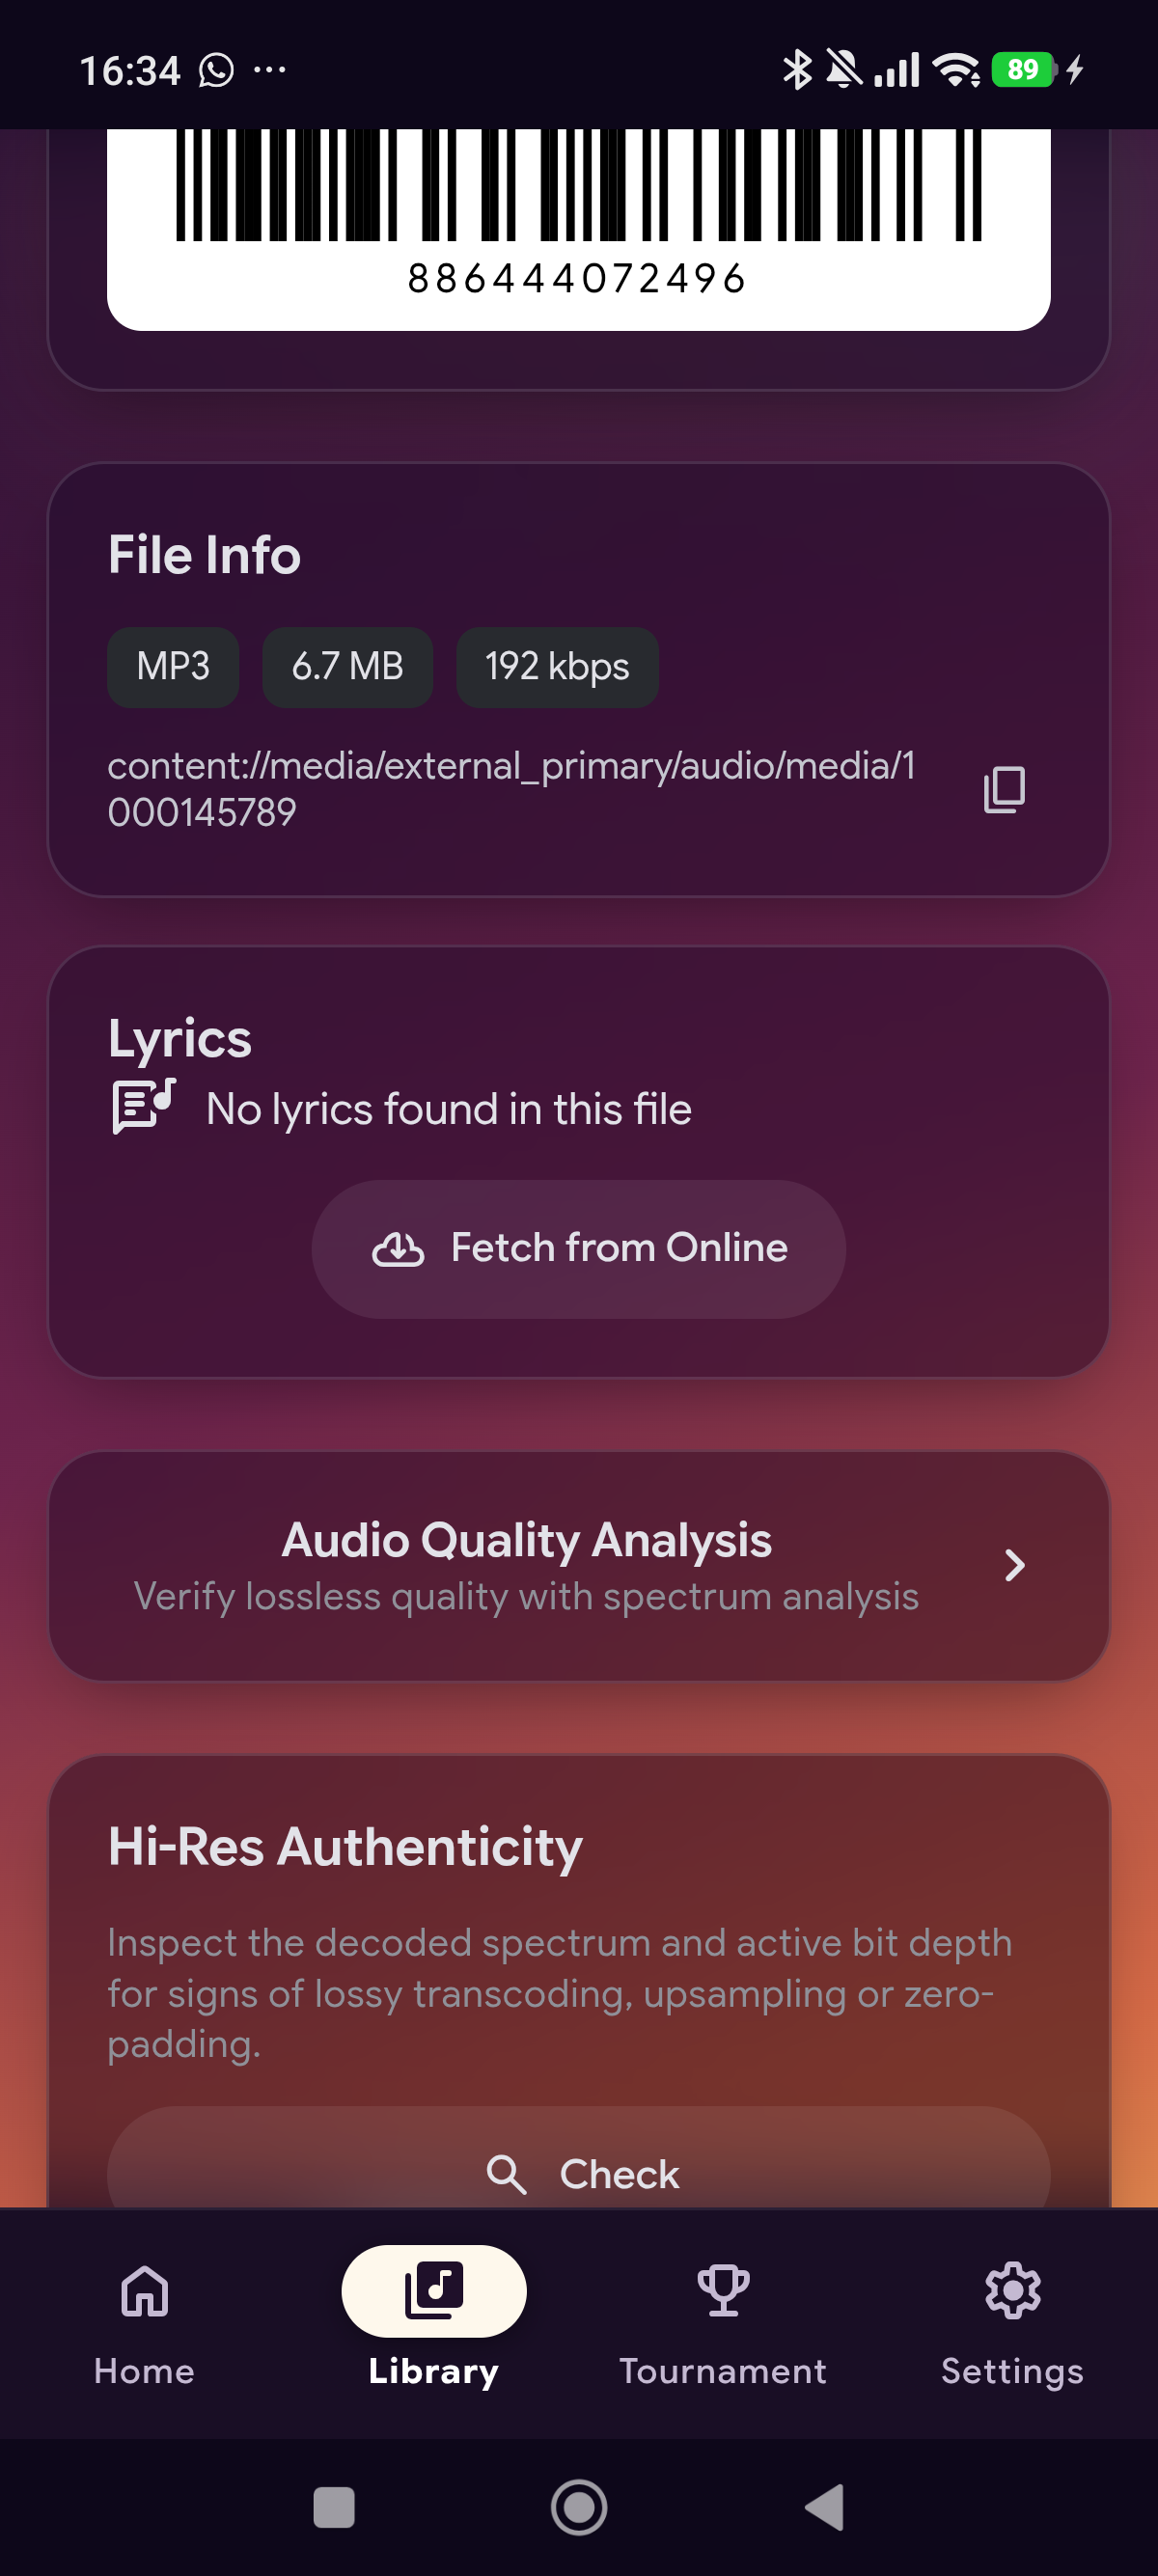 16:34
89
886444072496
File Info
MP3 6.7 MB 192 kbps
content://media/external_primary/audio/media/1
000145789
Lyrics
No lyrics found in this file
Fetch from Online
Audio Quality Analysis
Verify lossless quality with spectrum analysis
Hi-Res Authenticity
Inspect the decoded spectrum and active bit depth
for signs of lossy transcoding, upsampling or zero-
padding.
Check
Home Library Tournament Settings